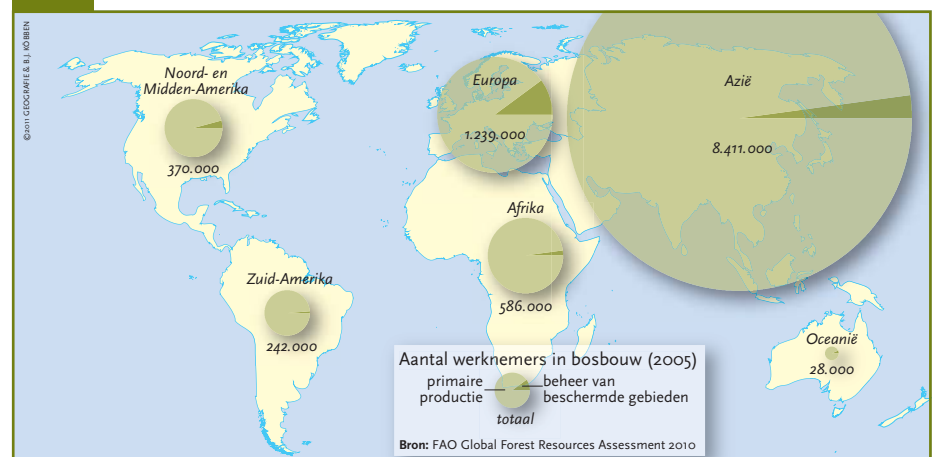 ©2011 GEOGRAFIE & B.J. KÖBBEN
Noord- en
Midden-Amerika
370.000
Europa
1.239.000
Azië
8.411.000
Afrika
586.000
Zuid-Amerika
242.000
Oceanië
28.000
Aantal werknemers in bosbouw (2005)
primaire
productie
beheer van
beschermde gebieden
totaal
Bron: FAO Global Forest Resources Assessment 2010